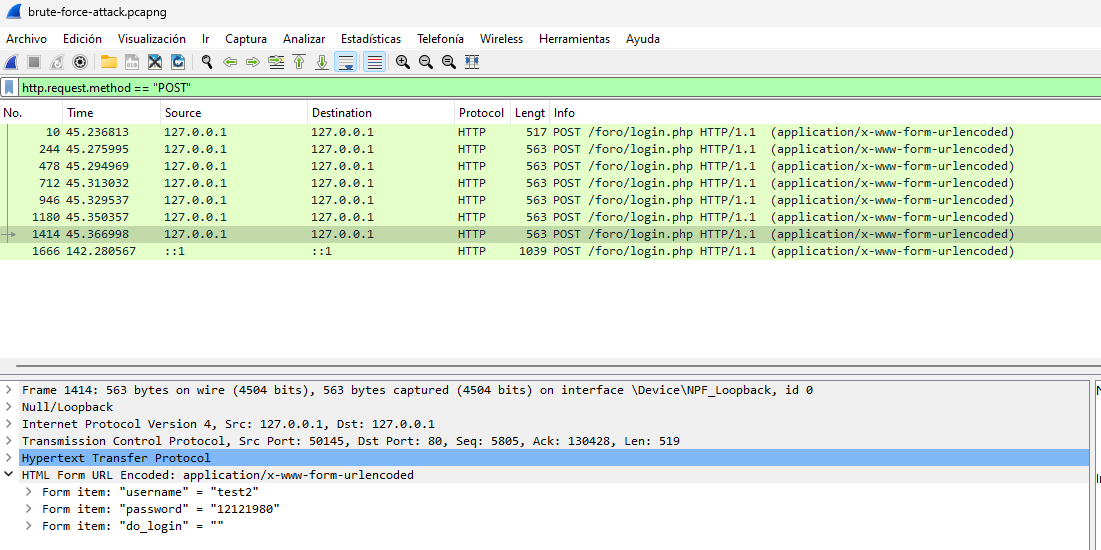 brute-force-attack.pcapng
Archivo Edición Visualización Ir Captura Analizar Estadísticas Telefonía Wireless Herramientas Ayuda
http.request.method == "POST"
No. Time Source Destination Protocol Lengt Info
10 45.236813 127.0.0.1 127.0.0.1 HTTP 517 POST /foro/login.php HTTP/1.1 (application/x-www-form-urlencoded)
244 45.275995 127.0.0.1 127.0.0.1 HTTP 563 POST /foro/login.php HTTP/1.1 (application/x-www-form-urlencoded)
478 45.294969 127.0.0.1 127.0.0.1 HTTP 563 POST /foro/login.php HTTP/1.1 (application/x-www-form-urlencoded)
712 45.313032 127.0.0.1 127.0.0.1 HTTP 563 POST /foro/login.php HTTP/1.1 (application/x-www-form-urlencoded)
946 45.329537 127.0.0.1 127.0.0.1 HTTP 563 POST /foro/login.php HTTP/1.1 (application/x-www-form-urlencoded)
1180 45.350357 127.0.0.1 127.0.0.1 HTTP 563 POST /foro/login.php HTTP/1.1 (application/x-www-form-urlencoded)
1414 45.366998 127.0.0.1 127.0.0.1 HTTP 563 POST /foro/login.php HTTP/1.1 (application/x-www-form-urlencoded)
1666 142.280567 ::1 ::1 HTTP 1039 POST /foro/login.php HTTP/1.1 (application/x-www-form-urlencoded)
Frame 1414: 563 bytes on wire (4504 bits), 563 bytes captured (4504 bits) on interface \Device\NPF_Loopback, id 0
Null/Loopback
Internet Protocol Version 4, Src: 127.0.0.1, Dst: 127.0.0.1
Transmission Control Protocol, Src Port: 50145, Dst Port: 80, Seq: 5805, Ack: 130428, Len: 519
Hypertext Transfer Protocol
HTML Form URL Encoded: application/x-www-form-urlencoded
Form item: "username" = "test2"
Form item: "password" = "12121980"
Form item: "do_login" = ""